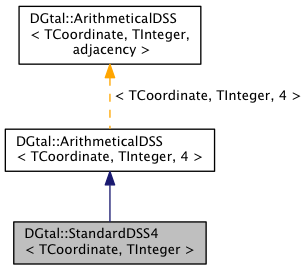 DGtal::ArithmeticalDSS
< TCoordinate, TInteger,
adjacency >
< TCoordinate, TInteger, 4 >
DGtal::ArithmeticalDSS
< TCoordinate, TInteger, 4 >
DGtal::StandardDSS4
< TCoordinate, TInteger >